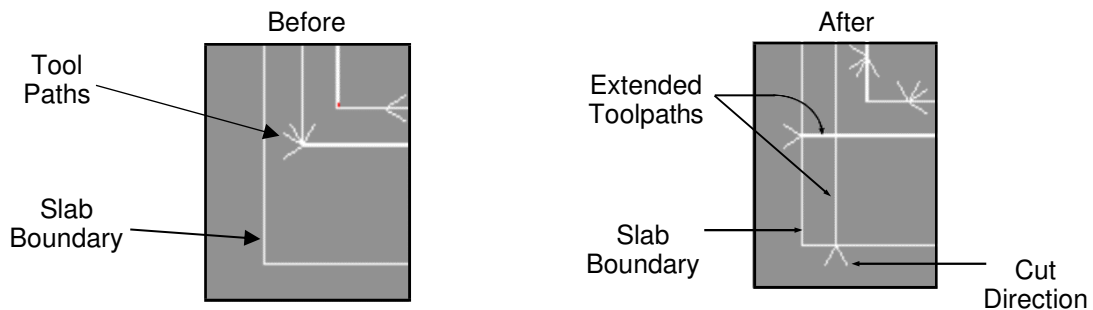 Before
Tool
Paths
Slab
Boundary
After
Extended
Toolpaths
Slab
Boundary
Cut
Direction